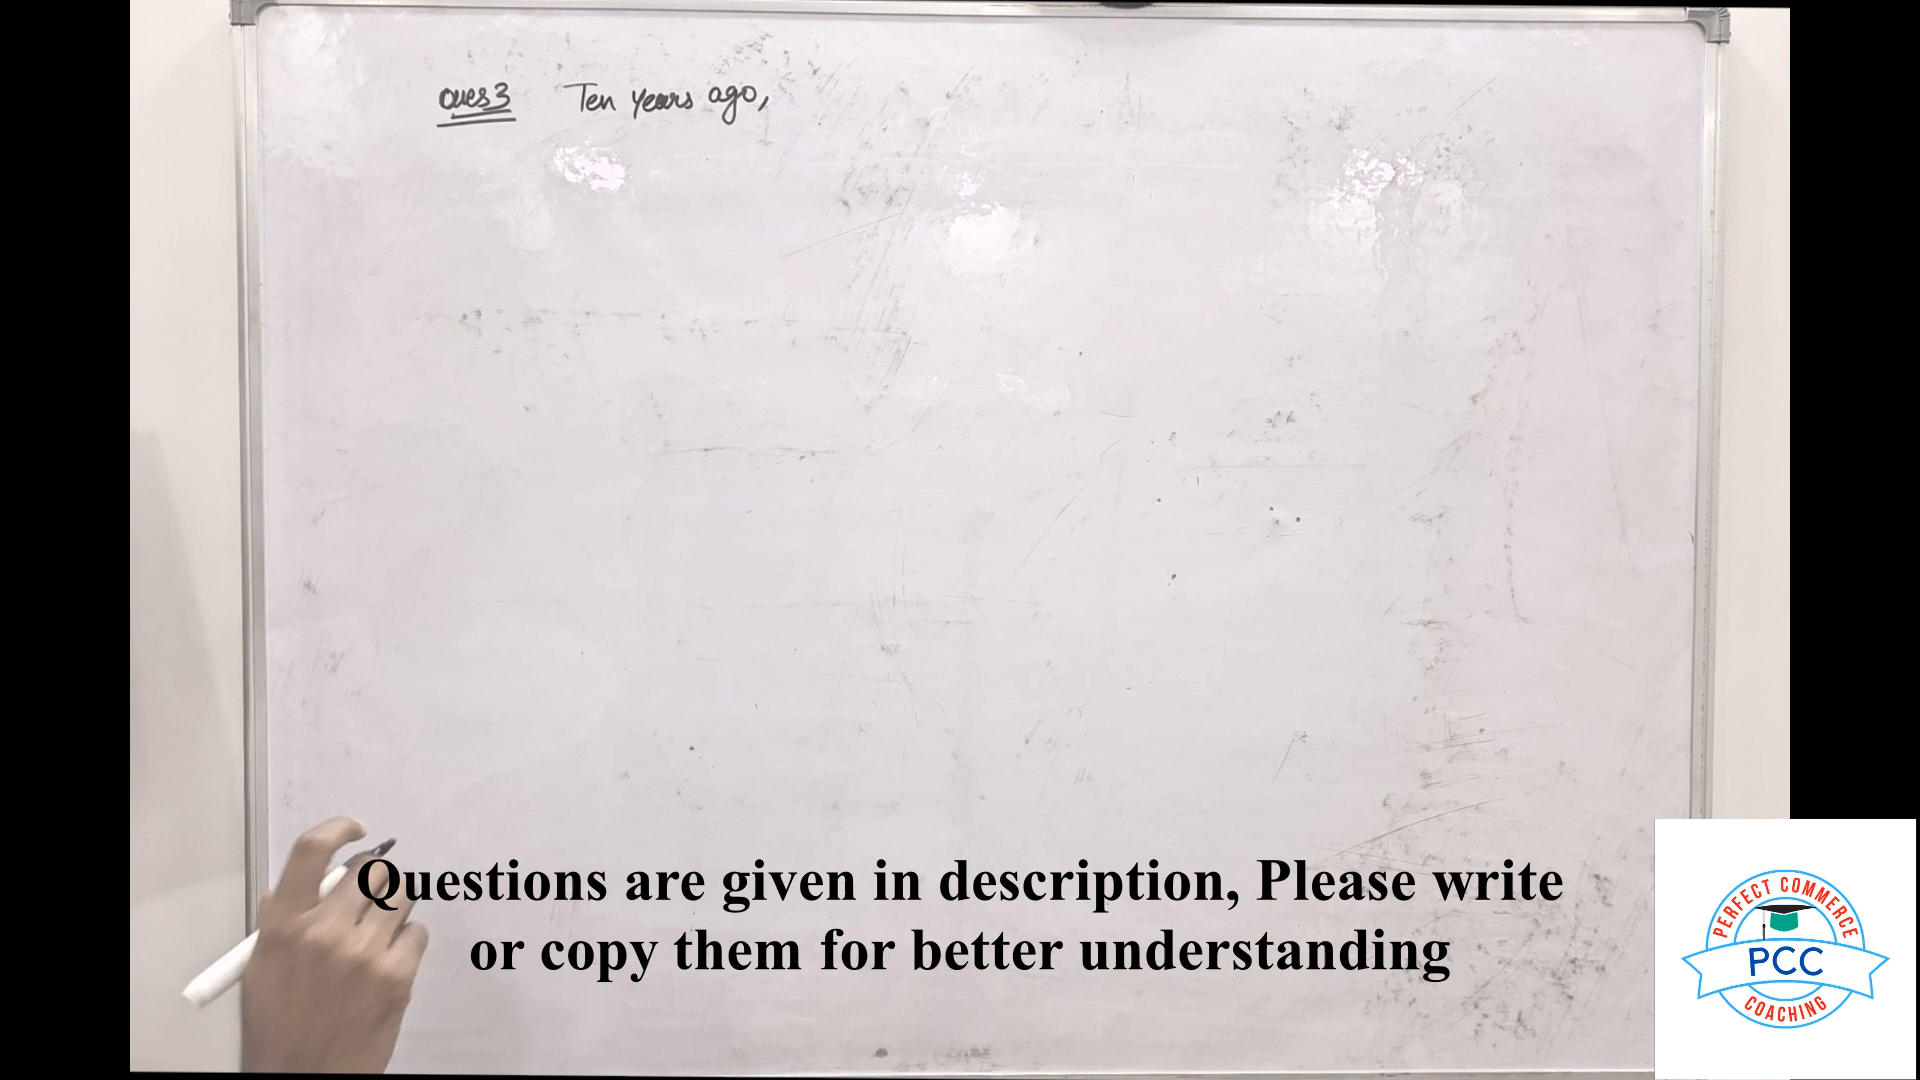 Ques 3 Ten years ago,
Questions are given in description, Please write
or copy them for better understanding
PERFECT COMMERCE
PCC
COACHING